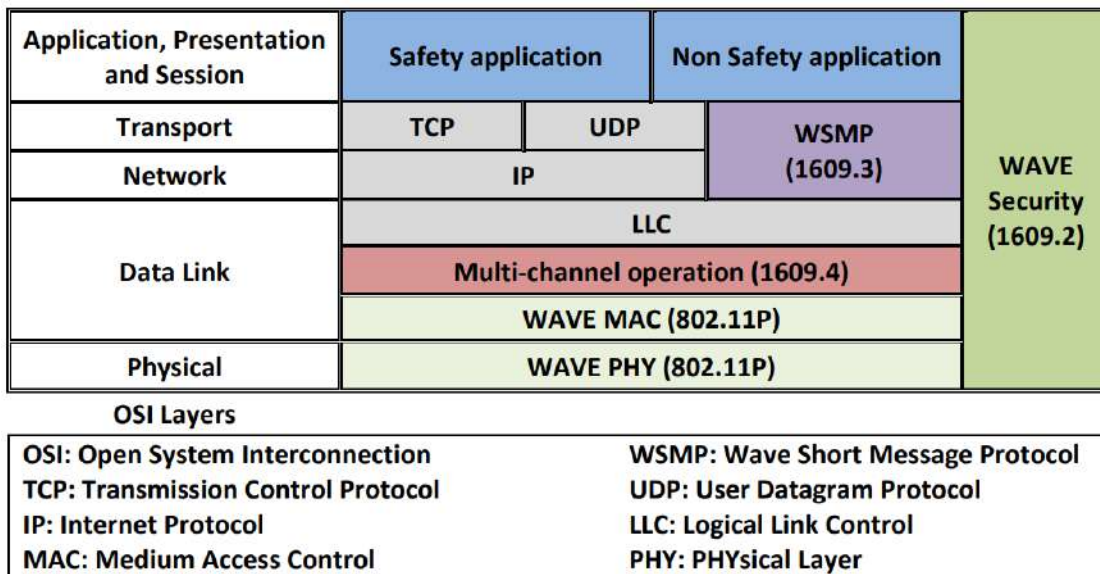 Application, Presentation
and Session
Safety application
Non Safety application
Transport
TCP
UDP
WSMP
(1609.3)
Network
IP
WAVE
Security
(1609.2)
Data Link
LLC
Multi-channel operation (1609.4)
WAVE MAC (802.11P)
Physical
WAVE PHY (802.11P)
OSI Layers
OSI: Open System Interconnection
WSMP: Wave Short Message Protocol
TCP: Transmission Control Protocol
UDP: User Datagram Protocol
IP: Internet Protocol
LLC: Logical Link Control
MAC: Medium Access Control
PHY: PHYsical Layer